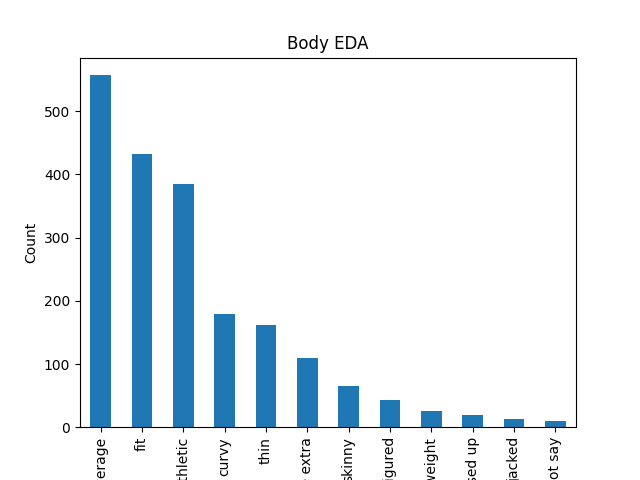 Body EDA
Count
500
400
300
200
100
0
erage
fit
thletic
curvy
thin
extra
skinny
igured
weight
sed up
jacked
ot say